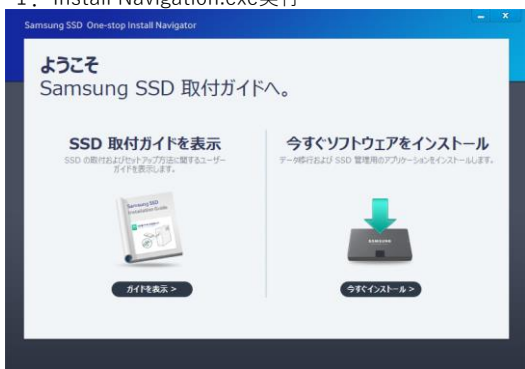 1. Install Navigation.exe実行
Samsung SSD One-stop Install Navigator
ようこそ
Samsung SSD 取付ガイドへ。
SSD 取付ガイドを表示
SSD の取付およびセットアップ方法に関するユーザー
ガイドを表示します。
Samsung SSD
Installation Guide
ガイドを表示 >
今すぐソフトウェアをインストール
データ移行および SSD 管理用のアプリケーションをインストールします。
SAMSUNG
今すぐインストール >